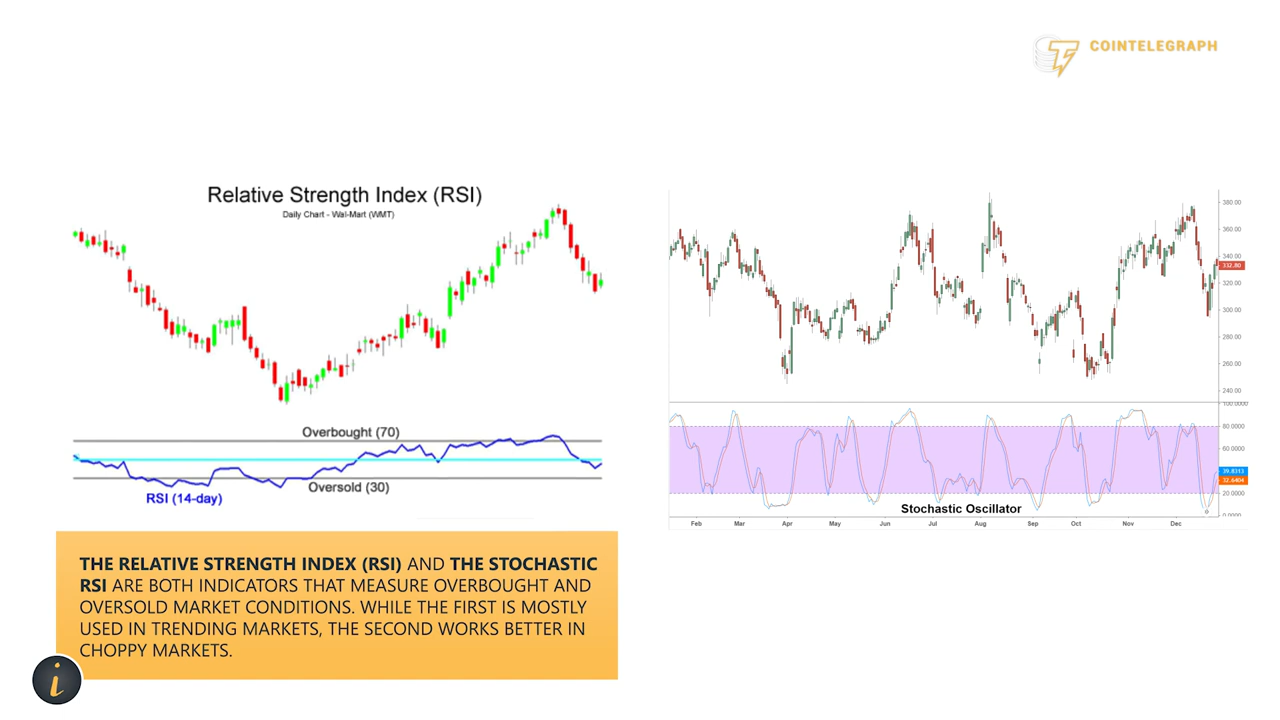 COINTELEGRAPH
Relative Strength Index (RSI)
Daily Chart - Wal-Mart (WMT)
Overbought (70)
Oversold (30)
RSI (14-day)
380.00
360.00
340.00
332.80
320.00
300.00
280.00
260.00
240.00
100.0000
80.0000
60.0000
39.8313
32.6404
20.0000
0.0000
Stochastic Oscillator
Feb Mar Apr May Jun Jul Aug Sep Oct Nov Dec
THE RELATIVE STRENGTH INDEX (RSI) AND THE STOCHASTIC
RSI ARE BOTH INDICATORS THAT MEASURE OVERBOUGHT AND
OVERSOLD MARKET CONDITIONS. WHILE THE FIRST IS MOSTLY
USED IN TRENDING MARKETS, THE SECOND WORKS BETTER IN
CHOPPY MARKETS.
i